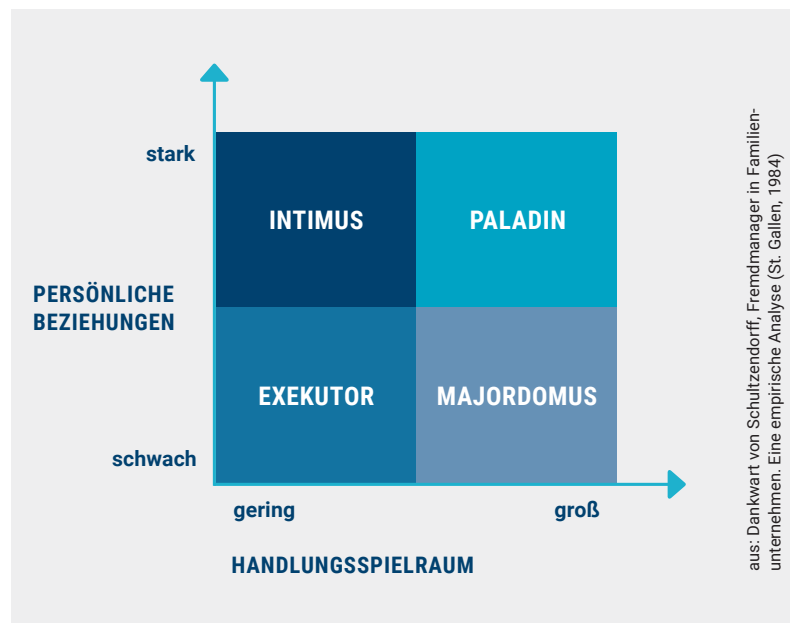 stark
INTIMUS
PALADIN
PERSÖNLICHE
BEZIEHUNGEN
EXEKUTOR
MAJORDOMUS
schwach
gering
groß
HANDLUNGSSPIELRAUM
aus: Dankwart von Schultzendorff, Fremdmanager in Familien-
unternehmen. Eine empirische Analyse (St. Gallen, 1984)